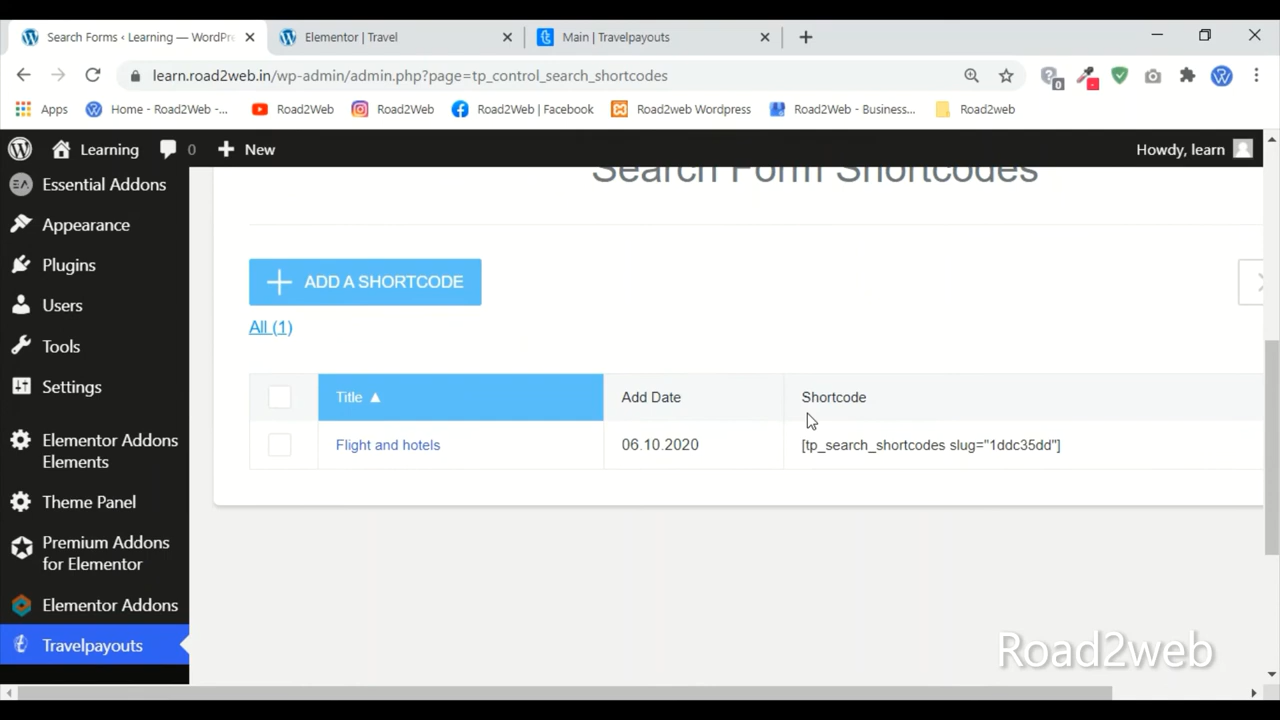 Search Forms ‹ Learning — WordPre
Elementor | Travel
Main | Travelpayouts
learn.road2web.in/wp-admin/admin.php?page=tp_control_search_shortcodes
0
Apps
Home - Road2Web -...
Road2Web
Road2Web
Road2Web | Facebook
Road2web Wordpress
Road2Web - Business...
Road2web
Learning
0
New
Howdy, learn
Essential Addons
Appearance
Plugins
Users
Tools
Settings
Elementor Addons
Elements
Theme Panel
Premium Addons
for Elementor
Elementor Addons
Travelpayouts
Search Form Shortcodes
ADD A SHORTCODE
All (1)
Title ▲ Add Date Shortcode
Flight and hotels 06.10.2020 [tp_search_shortcodes slug="1ddc35dd"]
Road2web